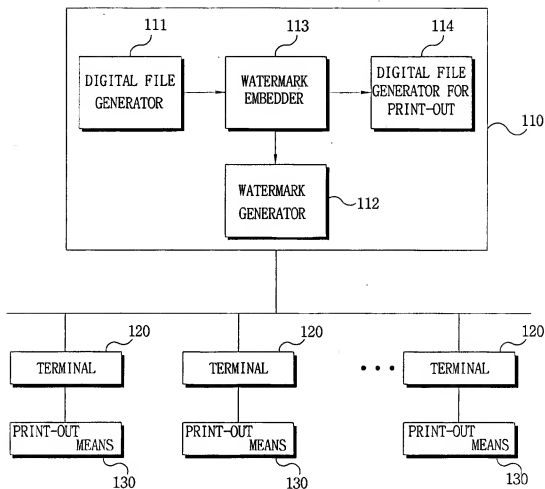 111
113
114
DIGITAL FILE
GENERATOR
WATERMARK
EMBEDDER
DIGITAL FILE
GENERATOR FOR
PRINT-OUT
110
WATERMARK
GENERATOR
112
120
120
120
TERMINAL
TERMINAL
TERMINAL
PRINT-OUT
MEANS
PRINT-OUT
MEANS
PRINT-OUT
MEANS
130
130
130